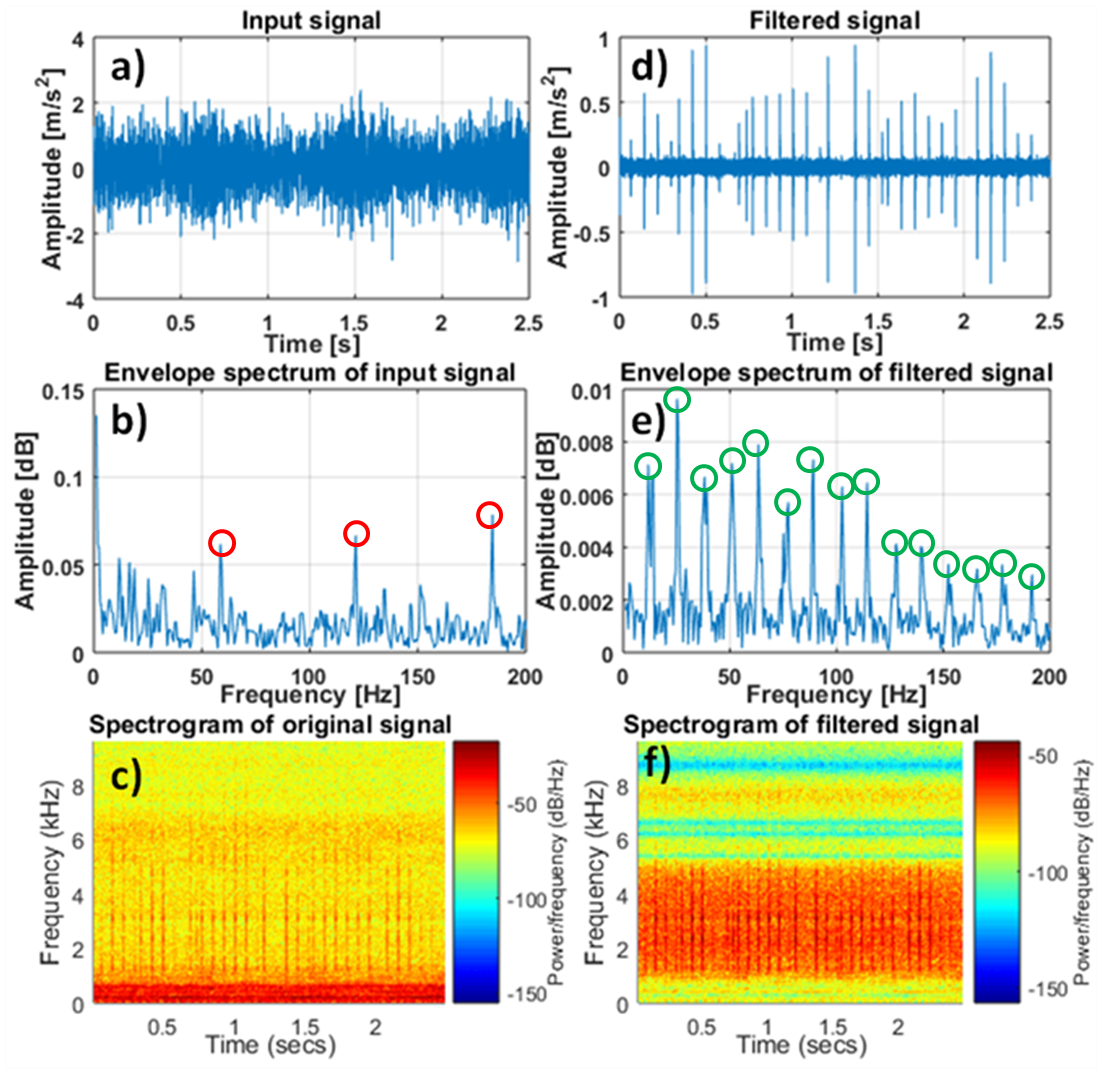 Input signal
a)
Amplitude [m/s2]
4
2
0
-2
-4
0 0.5 1 1.5 2 2.5
Time [s]
Filtered signal
d)
Amplitude [m/s2]
1
0.5
0
-0.5
-1
0 0.5 1 1.5 2 2.5
Time [s]
Envelope spectrum of input signal
b)
Amplitude [dB]
0.15
0.1
0.05
0
0 50 100 150 200
Frequency [Hz]
Envelope spectrum of filtered signal
e)
Amplitude [dB]
0.01
0.008
0.006
0.004
0.002
0
0 50 100 150 200
Frequency [Hz]
Spectrogram of original signal
c)
Frequency (kHz)
8
6
4
2
0
0.5 1 1.5 2
Time (secs)
-50
-100
-150
Power/frequency (dB/Hz)
Spectrogram of filtered signal
f)
Frequency (kHz)
8
6
4
2
0
0.5 1 1.5 2
Time (secs)
-50
-100
-150
Power/frequency (dB/Hz)